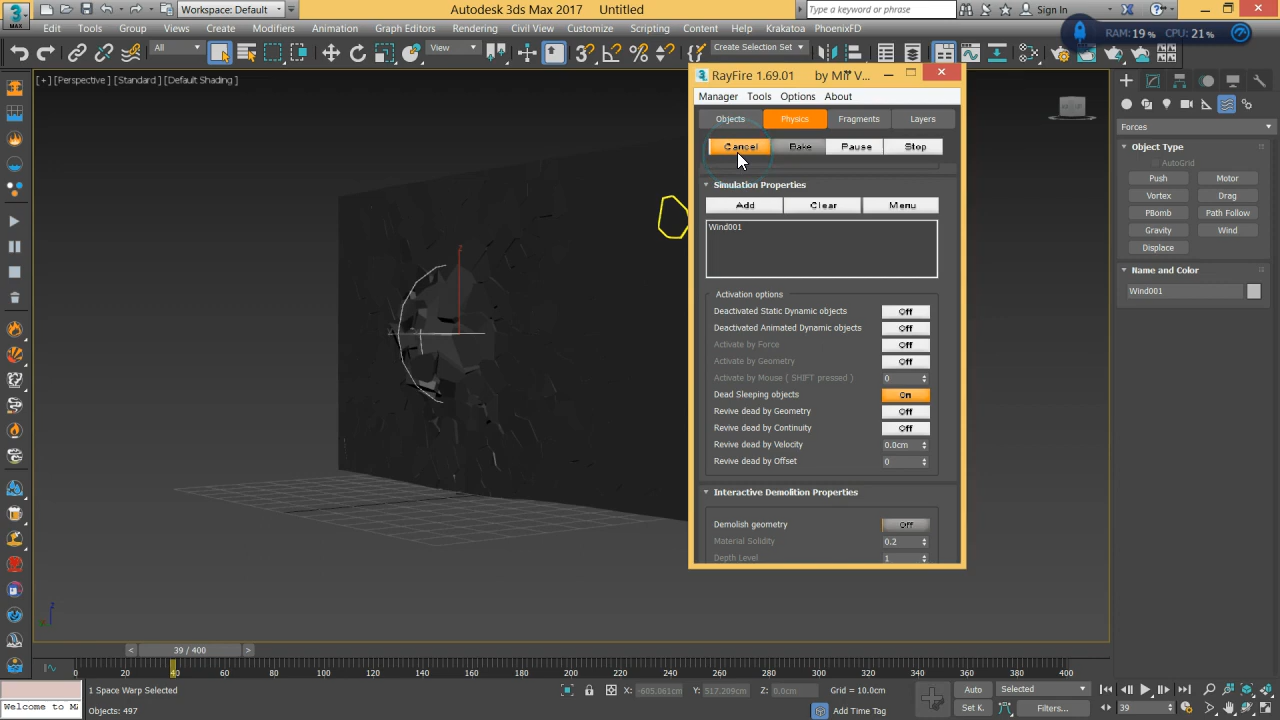 Workspace: Default
Autodesk 3ds Max 2017 Untitled
Type a keyword or phrase
Sign In
Edit Tools Group Views Create Modifiers Animation Graph Editors Rendering Civil View Customize Scripting Content Help Krakatoa PhoenixFD
RAM: 19 % CPU: 21 %
MAX
All
View
Create Selection Set
[+] [Perspective ] [Standard ] [Default Shading ]
RayFire 1.69.01
Manager Tools Options About
Objects Physics Fragments Layers
Cancel Bake Pause Stop
Simulation Properties
Add Clear Menu
Wind001
Activation options
Deactivated Static Dynamic objects Off
Deactivated Animated Dynamic objects Off
Activate by Force Off
Activate by Geometry Off
Activate by Mouse ( SHIFT pressed ) 0
Dead Sleeping objects On
Revive dead by Geometry Off
Revive dead by Continuity Off
Revive dead by Velocity 0.0cm
Revive dead by Offset 0
Interactive Demolition Properties
Demolish geometry Off
Material Solidity 0.2
Depth Level 1
Forces
Object Type
AutoGrid
Push Motor
Vortex Drag
PBomb Path Follow
Gravity Wind
Displace
Name and Color
Wind001
39 / 400
0 20 40 60 80 100 120 140 160 180 200 220 240 260 280 300 320 340 360 380 400
1 Space Warp Selected
X: -605.061cm Y: 517.209cm Z: 0.0cm Grid = 10.0cm
Auto Selected
Welcome to
Objects: 497
Add Time Tag
Set K. Filters...
39